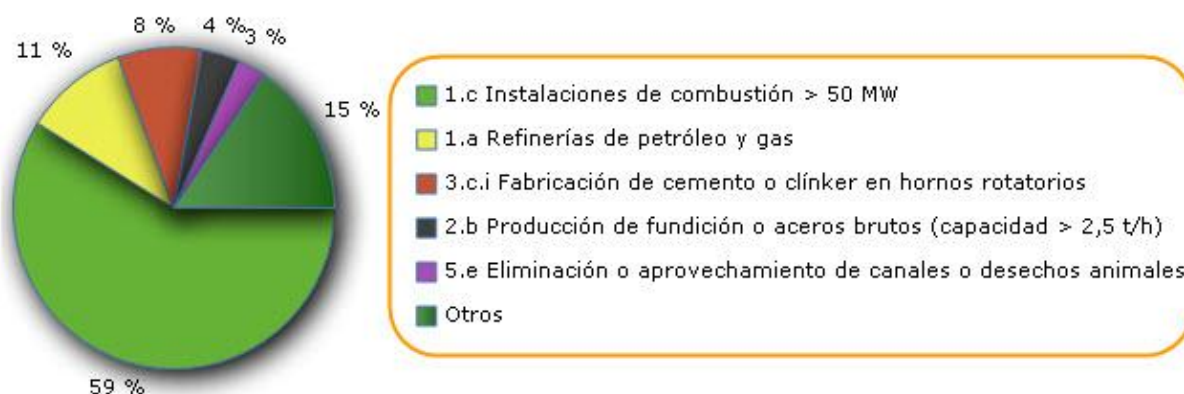 8 %
4 %
3 %
11 %
15 %
59 %
1.c Instalaciones de combustión > 50 MW
1.a Refinerías de petróleo y gas
3.c.i Fabricación de cemento o clínker en hornos rotatorios
2.b Producción de fundición o aceros brutos (capacidad > 2,5 t/h)
5.e Eliminación o aprovechamiento de canales o desechos animales
Otros